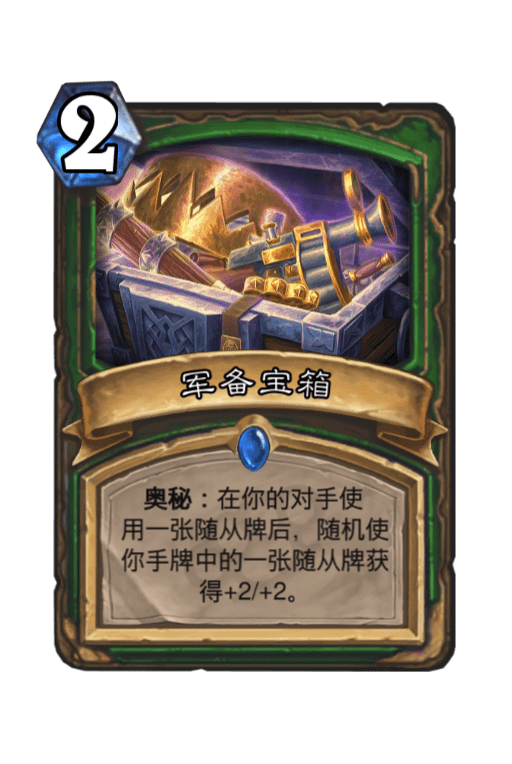 2
军备宝箱
奥秘：在你的对手使
用一张随从牌后，随机使
你手牌中的一张随从牌获
得+2/+2。